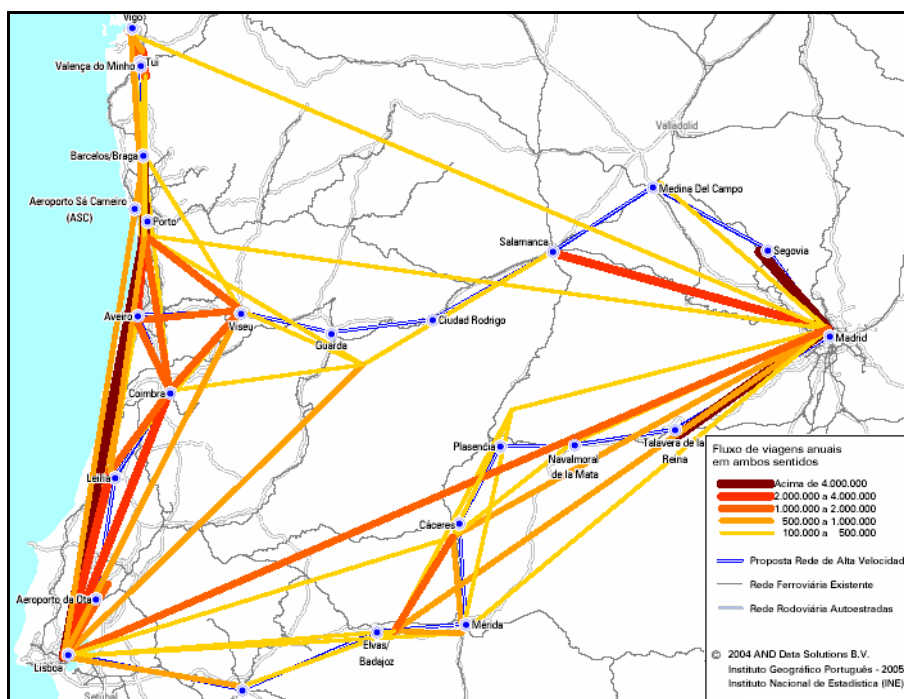 Vigo
Valença do Minho
Tui
Valladolid
Barcelos/Braga
Medina Del Campo
Aeroporto Sá Carneiro
(ASC)
Porto
Salamanca
Segovia
Aveiro
Viseu
Ciudad Rodrigo
Guarda
Madrid
Coimbra
Plasencia
Navalmoral
de la Mata
Talavera de la
Reina
Leiria
Cáceres
Aeroporto da Ota
Mérida
Elvas/
Badajoz
Lisboa
Setúbal
Fluxo de viagens anuais
em ambos sentidos
Acima de 4.000.000
2.000.000 a 4.000.000
1.000.000 a 2.000.000
500.000 a 1.000.000
100.000 a 500.000
Proposta Rede de Alta Velocidad
Rede Ferroviária Existente
Rede Rodoviária Autoestradas
© 2004 AND Data Solutions B.V.
Instituto Geográfico Português - 2005
Instituto Nacional de Estatística (INE)